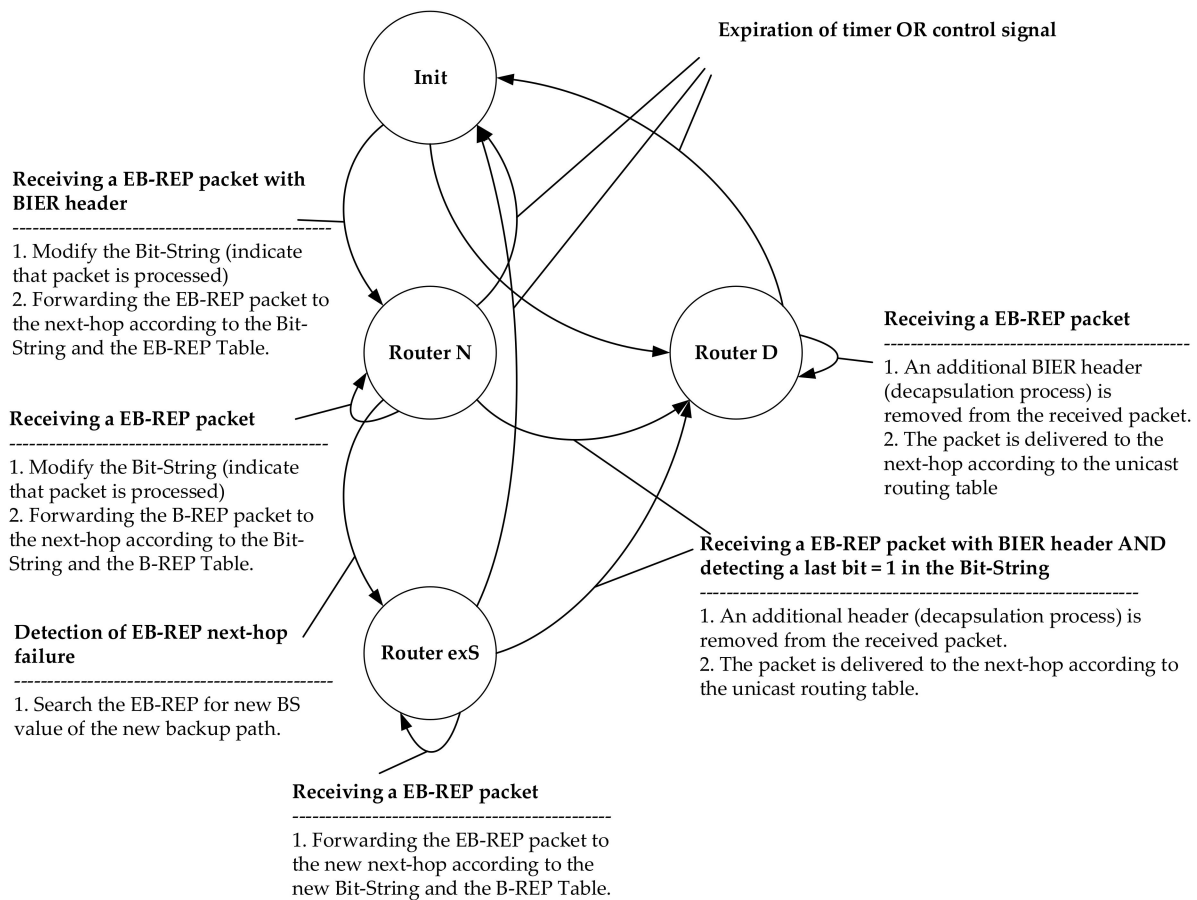 Expiration of timer OR control signal
Init
Receiving a EB-REP packet with
BIER header
------------------------------------------------
1. Modify the Bit-String (indicate
that packet is processed)
2. Forwarding the EB-REP packet to
the next-hop according to the Bit-
String and the EB-REP Table.
Router N
Router D
Receiving a EB-REP packet
----------------------------------------------
1. An additional BIER header
(decapsulation process) is
removed from the received packet.
2. The packet is delivered to the
next-hop according to the unicast
routing table
Receiving a EB-REP packet
------------------------------------------------
1. Modify the Bit-String (indicate
that packet is processed)
2. Forwarding the B-REP packet to
the next-hop according to the Bit-
String and the B-REP Table.
Receiving a EB-REP packet with BIER header AND
detecting a last bit = 1 in the Bit-String
------------------------------------------------------------------
1. An additional header (decapsulation process) is
removed from the received packet.
2. The packet is delivered to the next-hop according to
the unicast routing table.
Detection of EB-REP next-hop
failure
------------------------------------------------
1. Search the EB-REP for new BS
value of the new backup path.
Router exS
Receiving a EB-REP packet
------------------------------------------------
1. Forwarding the EB-REP packet to
the new next-hop according to the
new Bit-String and the B-REP Table.